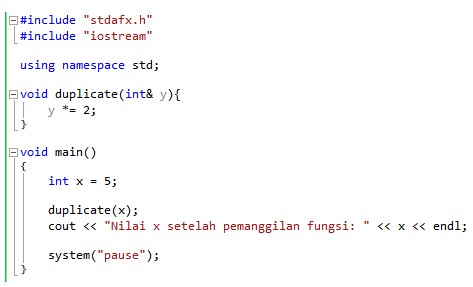 #include "stdafx.h"
#include "iostream"
using namespace std;
void duplicate(int& y){
y *= 2;
}
void main()
{
int x = 5;
duplicate(x);
cout << "Nilai x setelah pemanggilan fungsi: " << x << endl;
system("pause");
}